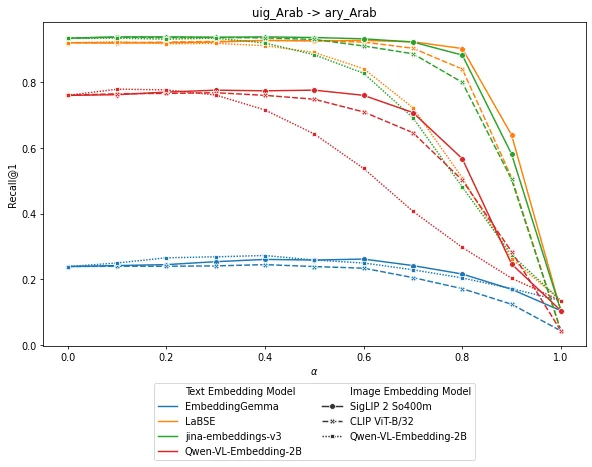 uig_Arab -> ary_Arab
Recall@1
0.8
0.6
0.4
0.2
0.0
0.0 0.2 0.4 0.6 0.8 1.0
α
Text Embedding Model
EmbeddingGemma
LaBSE
jina-embeddings-v3
Qwen-VL-Embedding-2B
Image Embedding Model
SigLIP 2 So400m
CLIP ViT-B/32
Qwen-VL-Embedding-2B